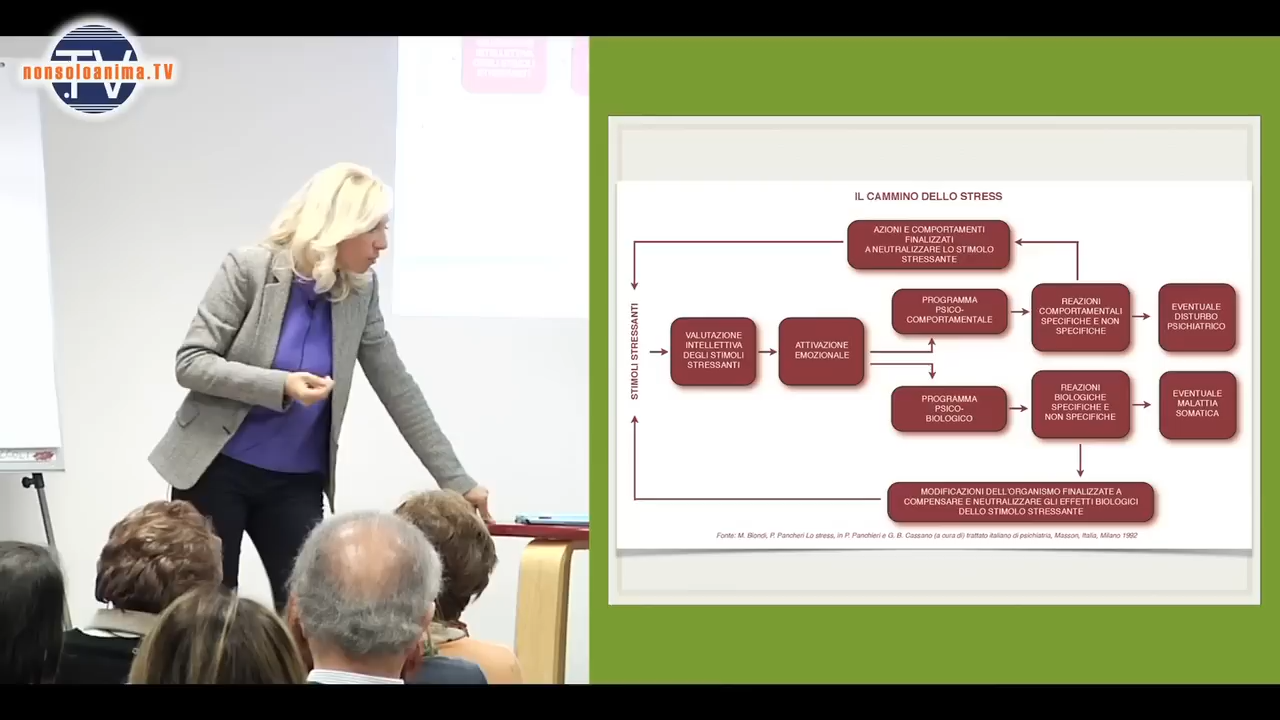 .TV
nonsoloanima.TV
IL CAMMINO DELLO STRESS
AZIONI E COMPORTAMENTI
FINALIZZATI
A NEUTRALIZZARE LO STIMOLO
STRESSANTE
STIMOLI STRESSANTI
VALUTAZIONE
INTELLETTIVA
DEGLI STIMOLI
STRESSANTI
ATTIVAZIONE
EMOZIONALE
PROGRAMMA
PSICO-
COMPORTAMENTALE
REAZIONI
COMPORTAMENTALI
SPECIFICHE E NON
SPECIFICHE
EVENTUALE
DISTURBO
PSICHIATRICO
PROGRAMMA
PSICO-
BIOLOGICO
REAZIONI
BIOLOGICHE
SPECIFICHE E
NON SPECIFICHE
EVENTUALE
MALATTIA
SOMATICA
MODIFICAZIONI DELL'ORGANISMO FINALIZZATE A
COMPENSARE E NEUTRALIZZARE GLI EFFETTI BIOLOGICI
DELLO STIMOLO STRESSANTE
Fonte: M. Biondi, P. Pancheri Lo stress, in P. Panchieri e G. B. Cassano (a cura di) trattato italiano di psichiatria, Masson, Italia, Milano 1992